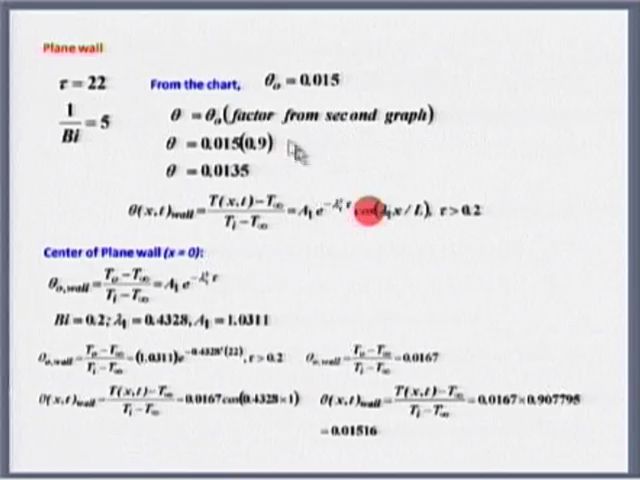 Plane wall
τ = 22
From the chart, θₒ = 0.015
1/Bi = 5
θ = θₒ(factor from second graph)
θ = 0.015(0.9)
θ = 0.0135
θ(x,t)wall = T(x,t) − T∞ / Ti − T∞ = A₁ e^(−λ₁² τ) cos(λ₁x / L), τ > 0.2
Center of Plane wall (x = 0):
θₒ,wall = Tₒ − T∞ / Ti − T∞ = A₁ e^(−λ₁² τ)
Bi = 0.2; λ₁ = 0.4328, A₁ = 1.0311
θₒ,wall = Tₒ − T∞ / Ti − T∞ = (1.0311)e^(−0.4328²(22)), τ > 0.2
θₒ,wall = Tₒ − T∞ / Ti − T∞ = 0.0167
θ(x,t)wall = T(x,t) − T∞ / Ti − T∞ = 0.0167 cos(0.4328 × 1)
θ(x,t)wall = T(x,t) − T∞ / Ti − T∞ = 0.0167 × 0.907795
= 0.01516